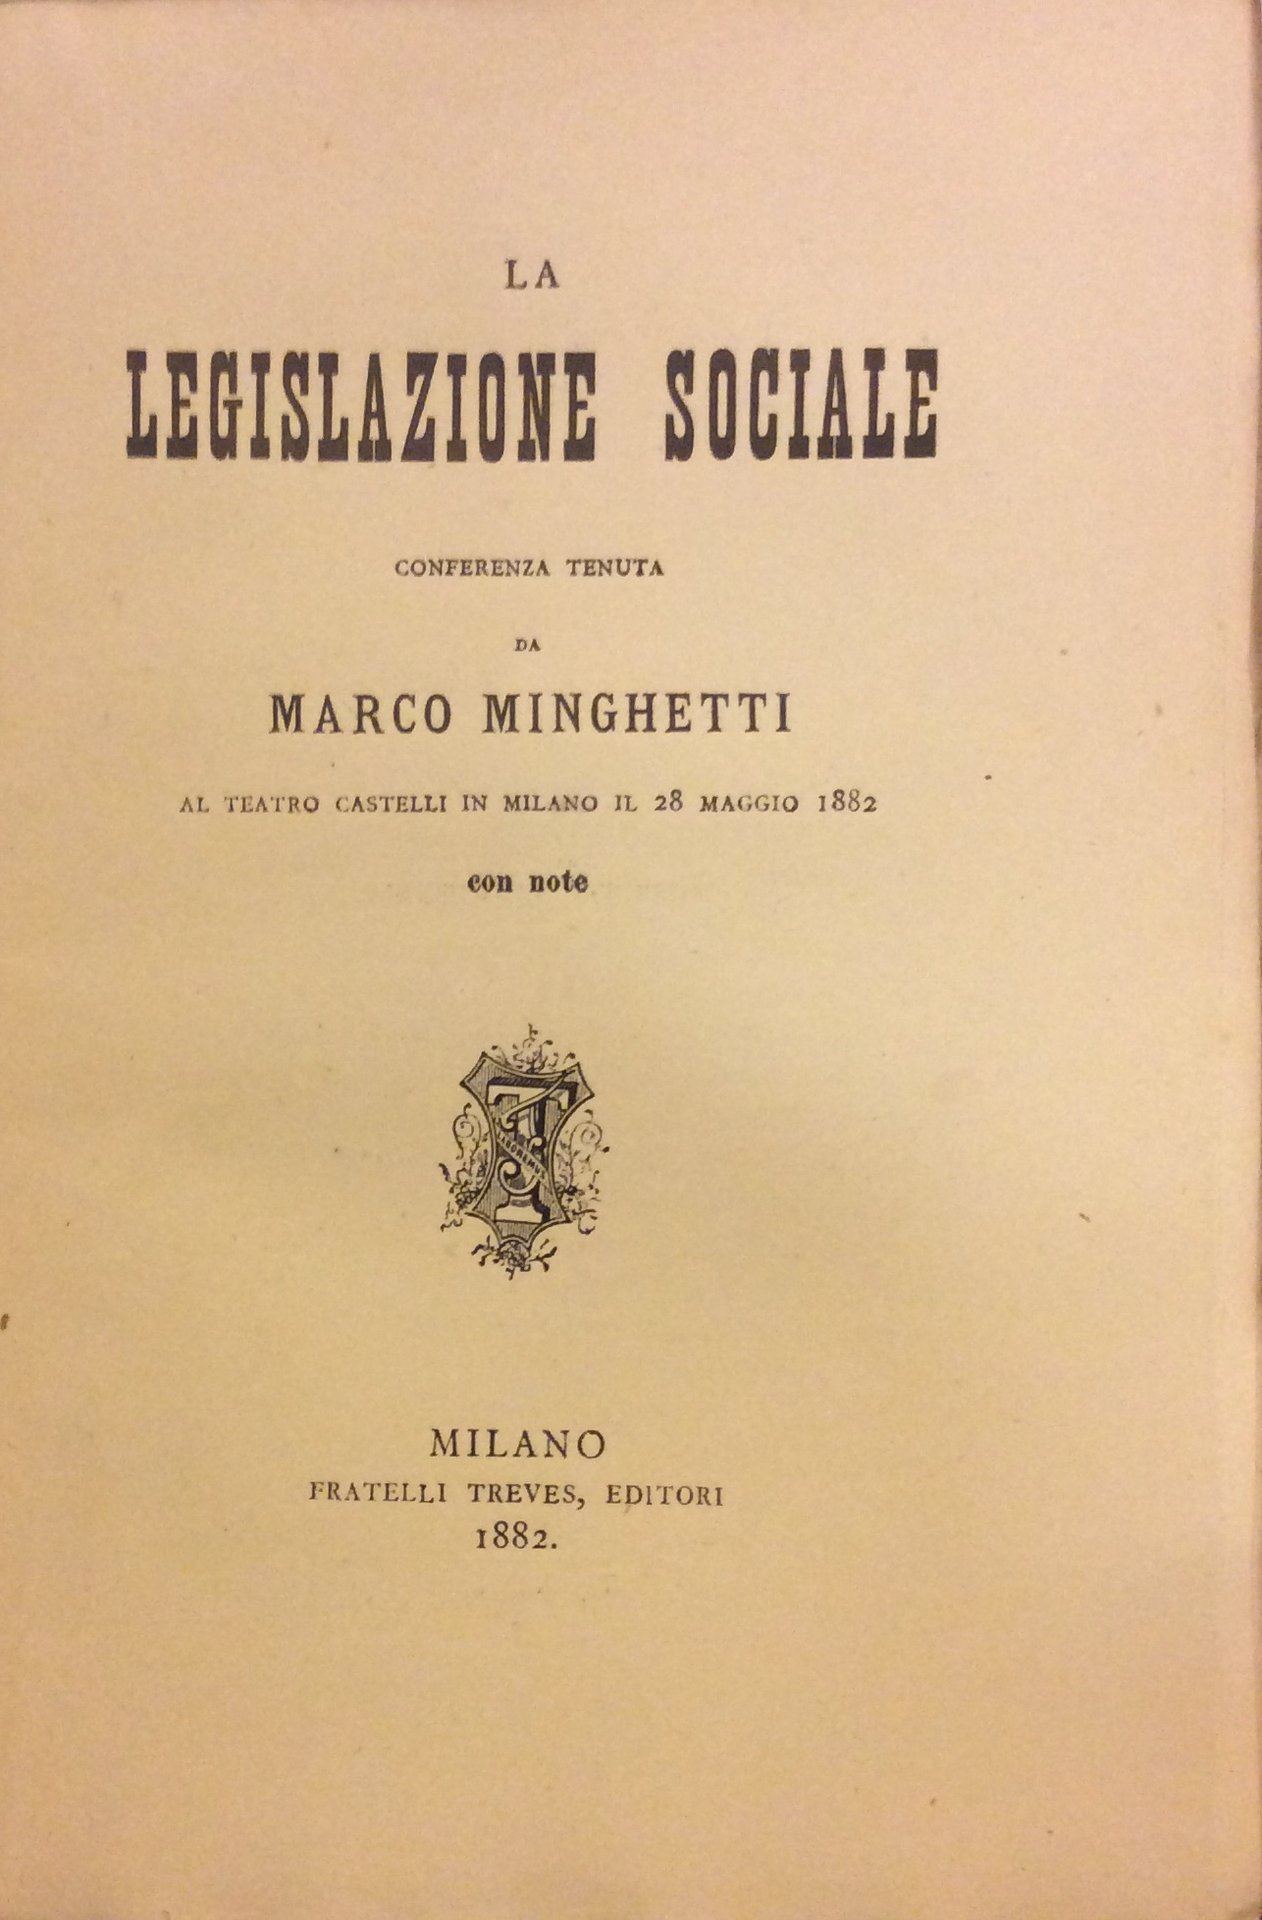 LA
LEGISLAZIONE SOCIALE
CONFERENZA TENUTA
DA
MARCO MINGHETTI
AL TEATRO CASTELLI IN MILANO IL 28 MAGGIO 1882
con note
LABOREMUS
MILANO
FRATELLI TREVES, EDITORI
1882.